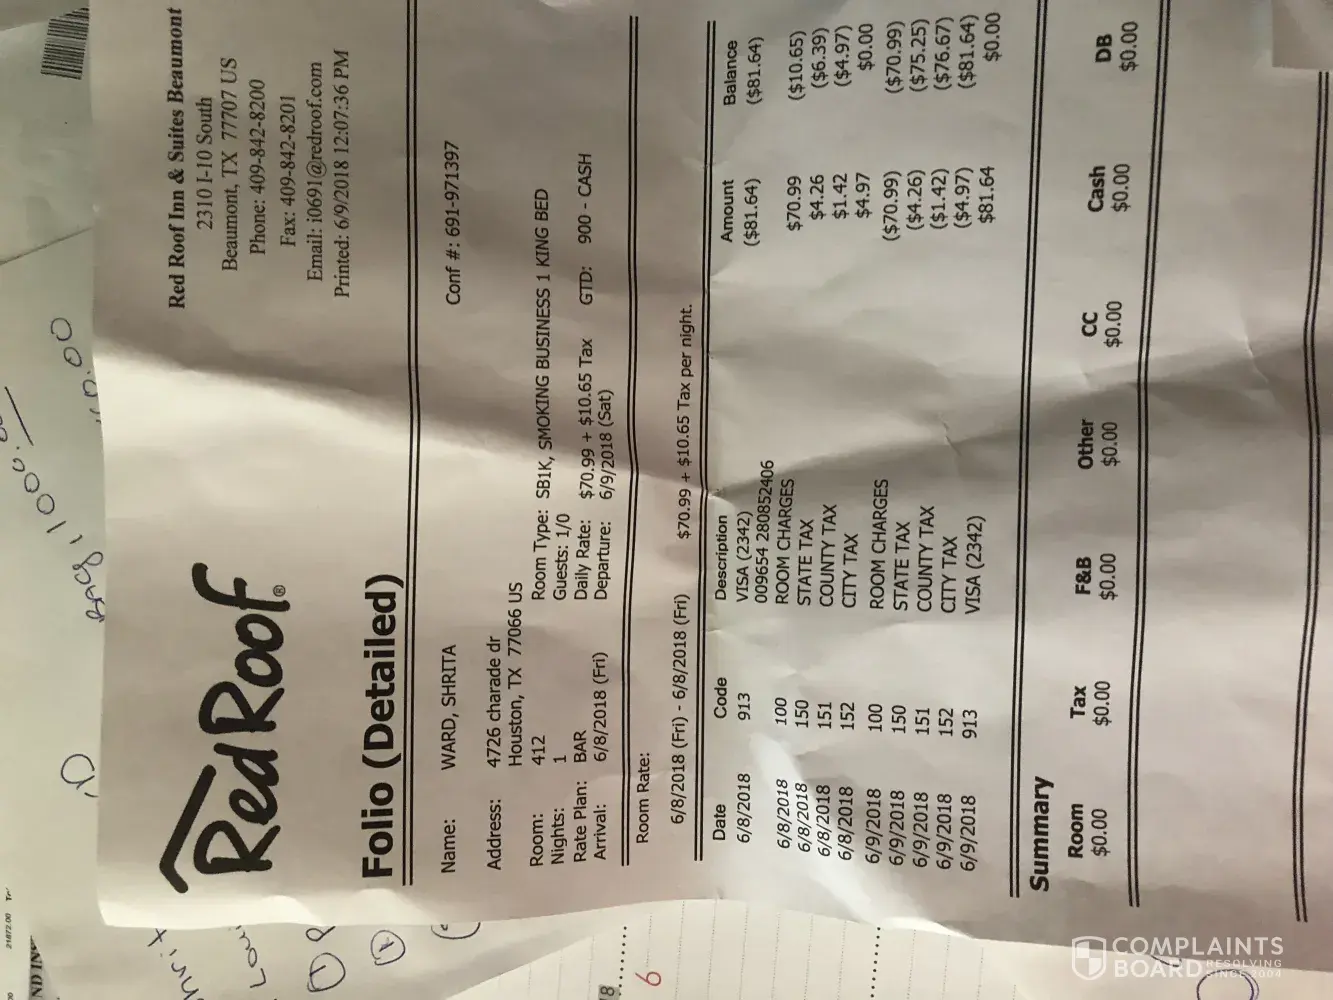 RedRoof®
Red Roof Inn & Suites Beaumont
2310 I-10 South
Beaumont, TX 77707 US
Phone: 409-842-8200
Fax: 409-842-8201
Email: i0691@redroof.com
Printed: 6/9/2018 12:07:36 PM
Folio (Detailed)
Name: WARD, SHRITA Conf #: 691-971397
Address: 4726 charade dr
Houston, TX 77066 US
Room: 412 Room Type: SB1K, SMOKING BUSINESS 1 KING BED
Nights: 1 Guests: 1/0
Rate Plan: BAR Daily Rate: $70.99 + $10.65 Tax GTD: 900 - CASH
Arrival: 6/8/2018 (Fri) Departure: 6/9/2018 (Sat)
Room Rate:
6/8/2018 (Fri) - 6/8/2018 (Fri) $70.99 + $10.65 Tax per night.
Date Code Description Amount Balance
6/8/2018 913 VISA (2342) ($81.64) ($81.64)
009654 280852406
6/8/2018 100 ROOM CHARGES $70.99 ($10.65)
6/8/2018 150 STATE TAX $4.26 ($6.39)
6/8/2018 151 COUNTY TAX $1.42 ($4.97)
6/8/2018 152 CITY TAX $4.97 $0.00
6/9/2018 100 ROOM CHARGES ($70.99) ($70.99)
6/9/2018 150 STATE TAX ($4.26) ($75.25)
6/9/2018 151 COUNTY TAX ($1.42) ($76.67)
6/9/2018 152 CITY TAX ($4.97) ($81.64)
6/9/2018 913 VISA (2342) $81.64 $0.00
Summary
Room Tax F&B Other CC Cash DB
$0.00 $0.00 $0.00 $0.00 $0.00 $0.00 $0.00
21872.00
6
COMPLAINTS
BOARD RESOLVING
SINCE 2004